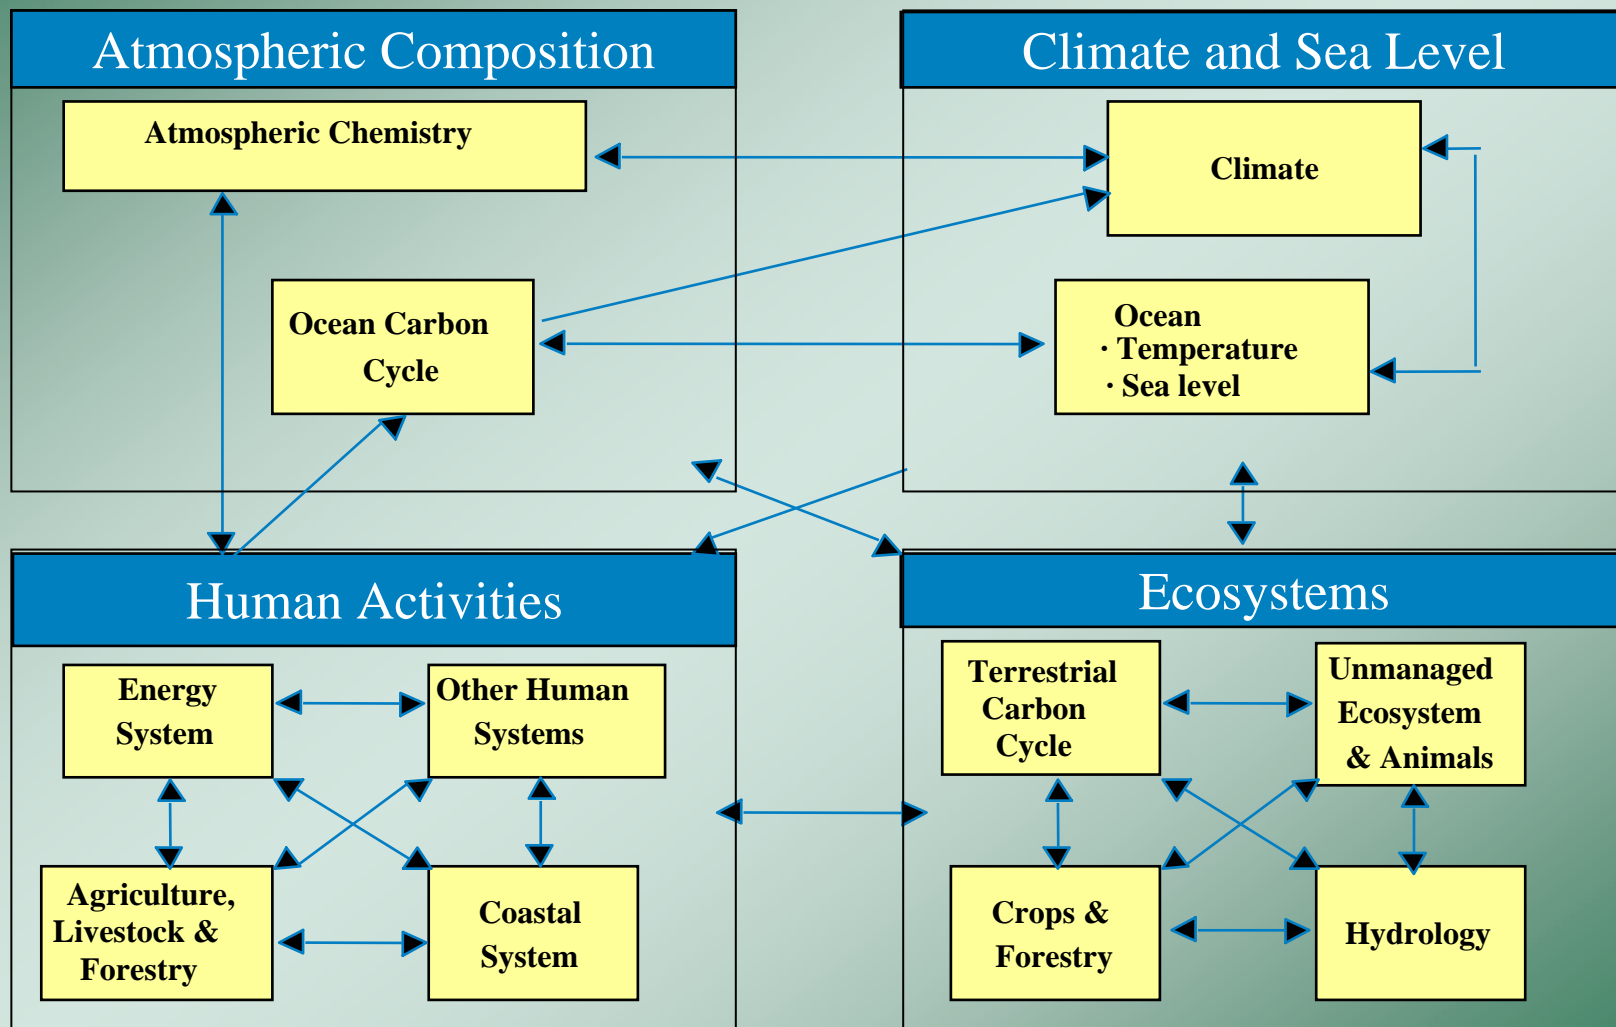 Atmospheric Composition
Atmospheric Chemistry
Ocean Carbon
Cycle
Climate and Sea Level
Climate
Ocean
· Temperature
· Sea level
Human Activities
Energy
System
Other Human
Systems
Agriculture,
Livestock &
Forestry
Coastal
System
Ecosystems
Terrestrial
Carbon
Cycle
Unmanaged
Ecosystem
& Animals
Crops &
Forestry
Hydrology